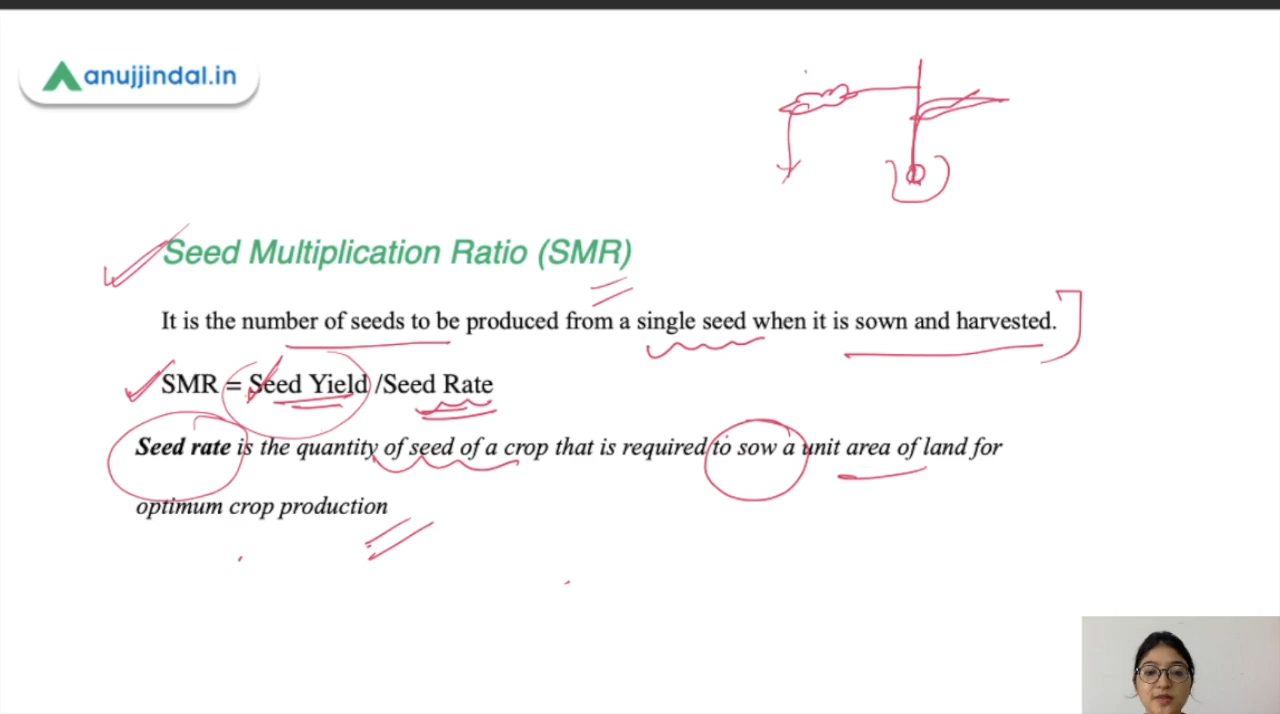 anujjindal.in
Seed Multiplication Ratio (SMR)
It is the number of seeds to be produced from a single seed when it is sown and harvested.
SMR = Seed Yield /Seed Rate
Seed rate is the quantity of seed of a crop that is required to sow a unit area of land for
optimum crop production